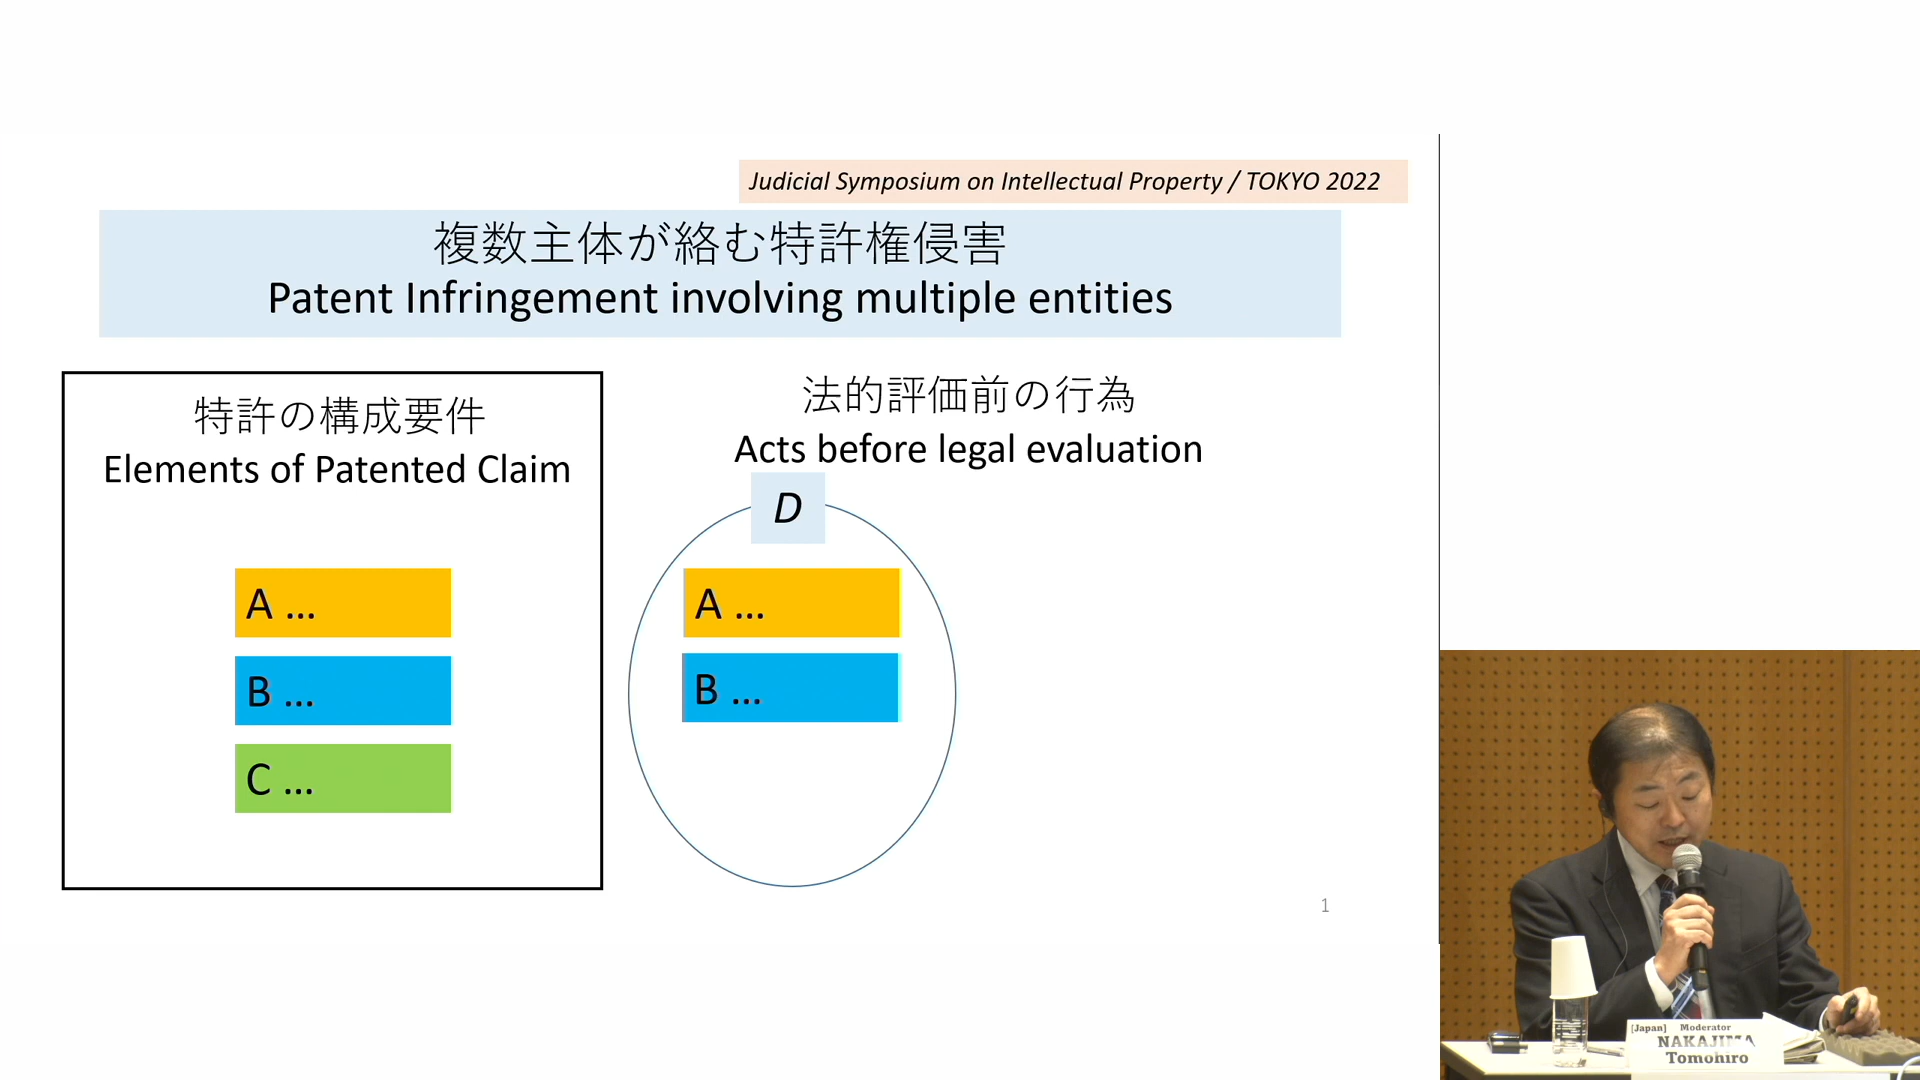 Judicial Symposium on Intellectual Property / TOKYO 2022
複数主体が絡む特許権侵害
Patent Infringement involving multiple entities
特許の構成要件
Elements of Patented Claim
A ...
B ...
C ...
法的評価前の行為
Acts before legal evaluation
D
A ...
B ...
1
[Japan] Moderator
NAKAJIMA
Tomohiro